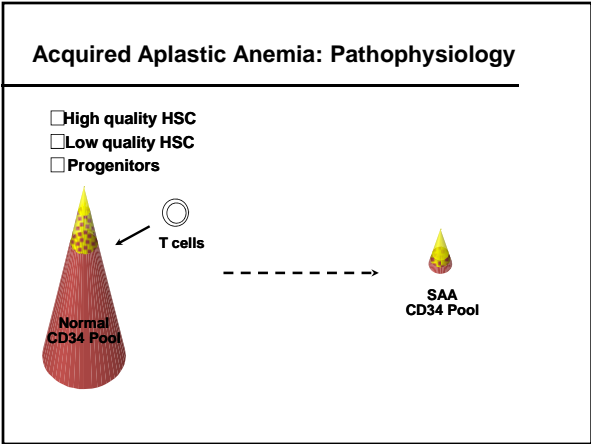 Acquired Aplastic Anemia: Pathophysiology
□High quality HSC
□Low quality HSC
□ Progenitors
T cells
Normal
CD34 Pool
SAA
CD34 Pool